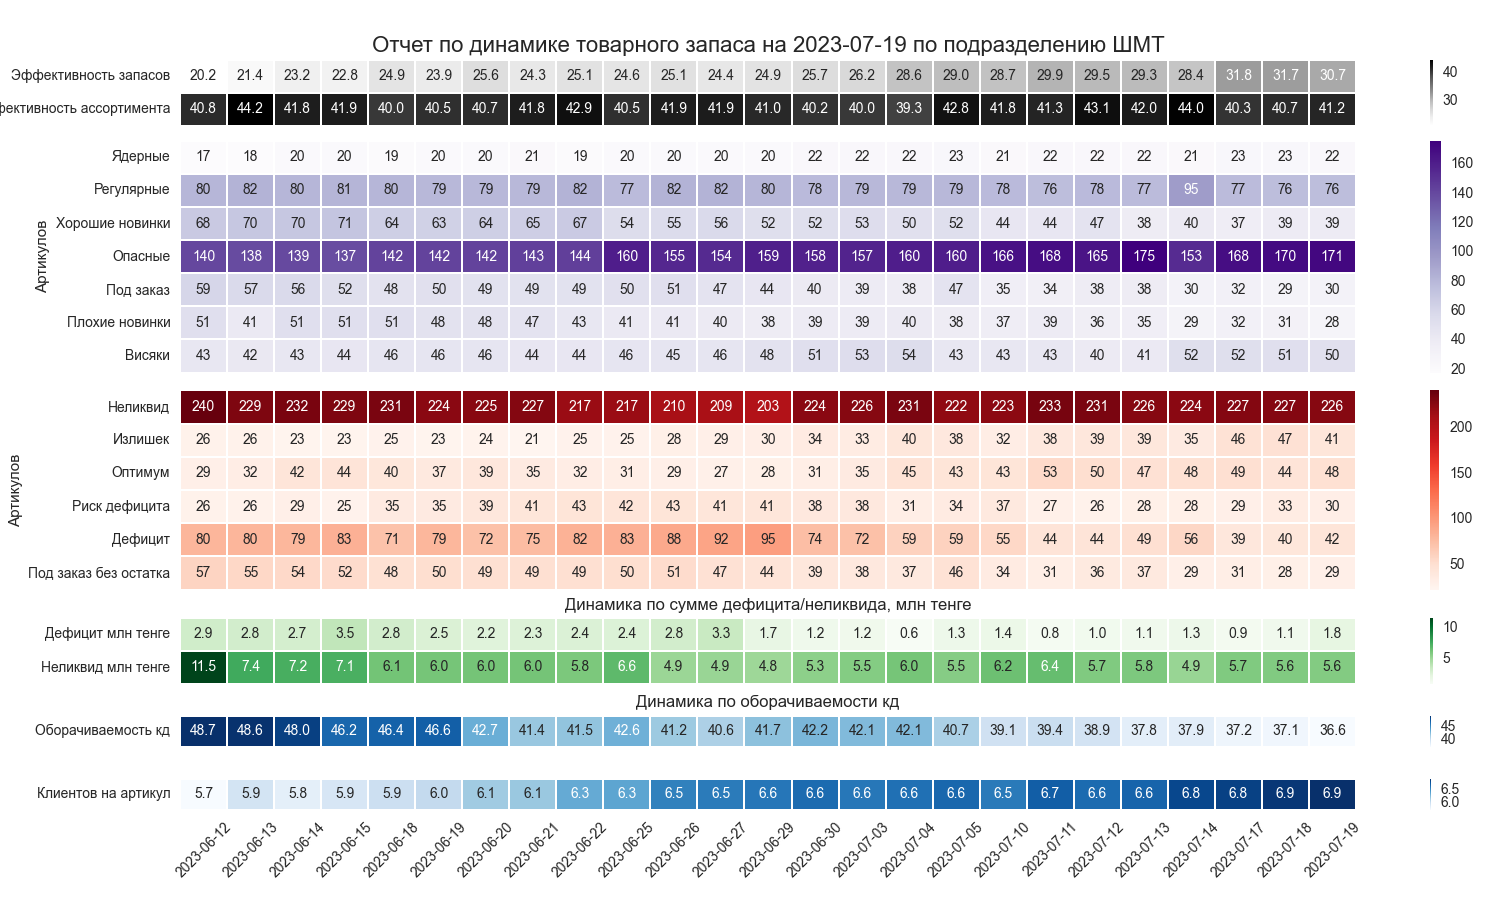 Отчет по динамике товарного запаса на 2023-07-19 по подразделению ШМТ
Эффективность запасов 20.2 21.4 23.2 22.8 24.9 23.9 25.6 24.3 25.1 24.6 25.1 24.4 24.9 25.7 26.2 28.6 29.0 28.7 29.9 29.5 29.3 28.4 31.8 31.7 30.7
фективность ассортимента 40.8 44.2 41.8 41.9 40.0 40.5 40.7 41.8 42.9 40.5 41.9 41.9 41.0 40.2 40.0 39.3 42.8 41.8 41.3 43.1 42.0 44.0 40.3 40.7 41.2
40
30
Артикулов
Ядерные 17 18 20 20 19 20 20 21 19 20 20 20 20 22 22 22 23 21 22 22 22 21 23 23 22
Регулярные 80 82 80 81 80 79 79 79 82 77 82 82 80 78 79 79 79 78 76 78 77 95 77 76 76
Хорошие новинки 68 70 70 71 64 63 64 65 67 54 55 56 52 52 53 50 52 44 44 47 38 40 37 39 39
Опасные 140 138 139 137 142 142 142 143 144 160 155 154 159 158 157 160 160 166 168 165 175 153 168 170 171
Под заказ 59 57 56 52 48 50 49 49 49 50 51 47 44 40 39 38 47 35 34 38 38 30 32 29 30
Плохие новинки 51 41 51 51 51 48 48 47 43 41 41 40 38 39 39 40 38 37 39 36 35 29 32 31 28
Висяки 43 42 43 44 46 46 46 44 44 46 45 46 48 51 53 54 43 43 43 40 41 52 52 51 50
160
140
120
100
80
60
40
20
Артикулов
Неликвид 240 229 232 229 231 224 225 227 217 217 210 209 203 224 226 231 222 223 233 231 226 224 227 227 226
Излишек 26 26 23 23 25 23 24 21 25 25 28 29 30 34 33 40 38 32 38 39 39 35 46 47 41
Оптимум 29 32 42 44 40 37 39 35 32 31 29 27 28 31 35 45 43 43 53 50 47 48 49 44 48
Риск дефицита 26 26 29 25 35 35 39 41 43 42 43 41 41 38 38 31 34 37 27 26 28 28 29 33 30
Дефицит 80 80 79 83 71 79 72 75 82 83 88 92 95 74 72 59 59 55 44 44 49 56 39 40 42
Под заказ без остатка 57 55 54 52 48 50 49 49 49 50 51 47 44 39 38 37 46 34 31 36 37 29 31 28 29
200
150
100
50
Динамика по сумме дефицита/неликвида, млн тенге
Дефицит млн тенге 2.9 2.8 2.7 3.5 2.8 2.5 2.2 2.3 2.4 2.4 2.8 3.3 1.7 1.2 1.2 0.6 1.3 1.4 0.8 1.0 1.1 1.3 0.9 1.1 1.8
Неликвид млн тенге 11.5 7.4 7.2 7.1 6.1 6.0 6.0 6.0 5.8 6.6 4.9 4.9 4.8 5.3 5.5 6.0 5.5 6.2 6.4 5.7 5.8 4.9 5.7 5.6 5.6
10
5
Динамика по оборачиваемости кд
Оборачиваемость кд 48.7 48.6 48.0 46.2 46.4 46.6 42.7 41.4 41.5 42.6 41.2 40.6 41.7 42.2 42.1 42.1 40.7 39.1 39.4 38.9 37.8 37.9 37.2 37.1 36.6
45
40
Клиентов на артикул 5.7 5.9 5.8 5.9 5.9 6.0 6.1 6.1 6.3 6.3 6.5 6.5 6.6 6.6 6.6 6.6 6.6 6.5 6.7 6.6 6.6 6.8 6.8 6.9 6.9
6.5
6.0
2023-06-12 2023-06-13 2023-06-14 2023-06-15 2023-06-18 2023-06-19 2023-06-20 2023-06-21 2023-06-22 2023-06-25 2023-06-26 2023-06-27 2023-06-29 2023-06-30 2023-07-03 2023-07-04 2023-07-05 2023-07-10 2023-07-11 2023-07-12 2023-07-13 2023-07-14 2023-07-17 2023-07-18 2023-07-19